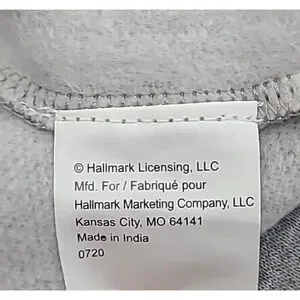 © Hallmark Licensing, LLC
Mfd. For / Fabriqué pour
Hallmark Marketing Company, LLC
Kansas City, MO 64141
Made in India
0720